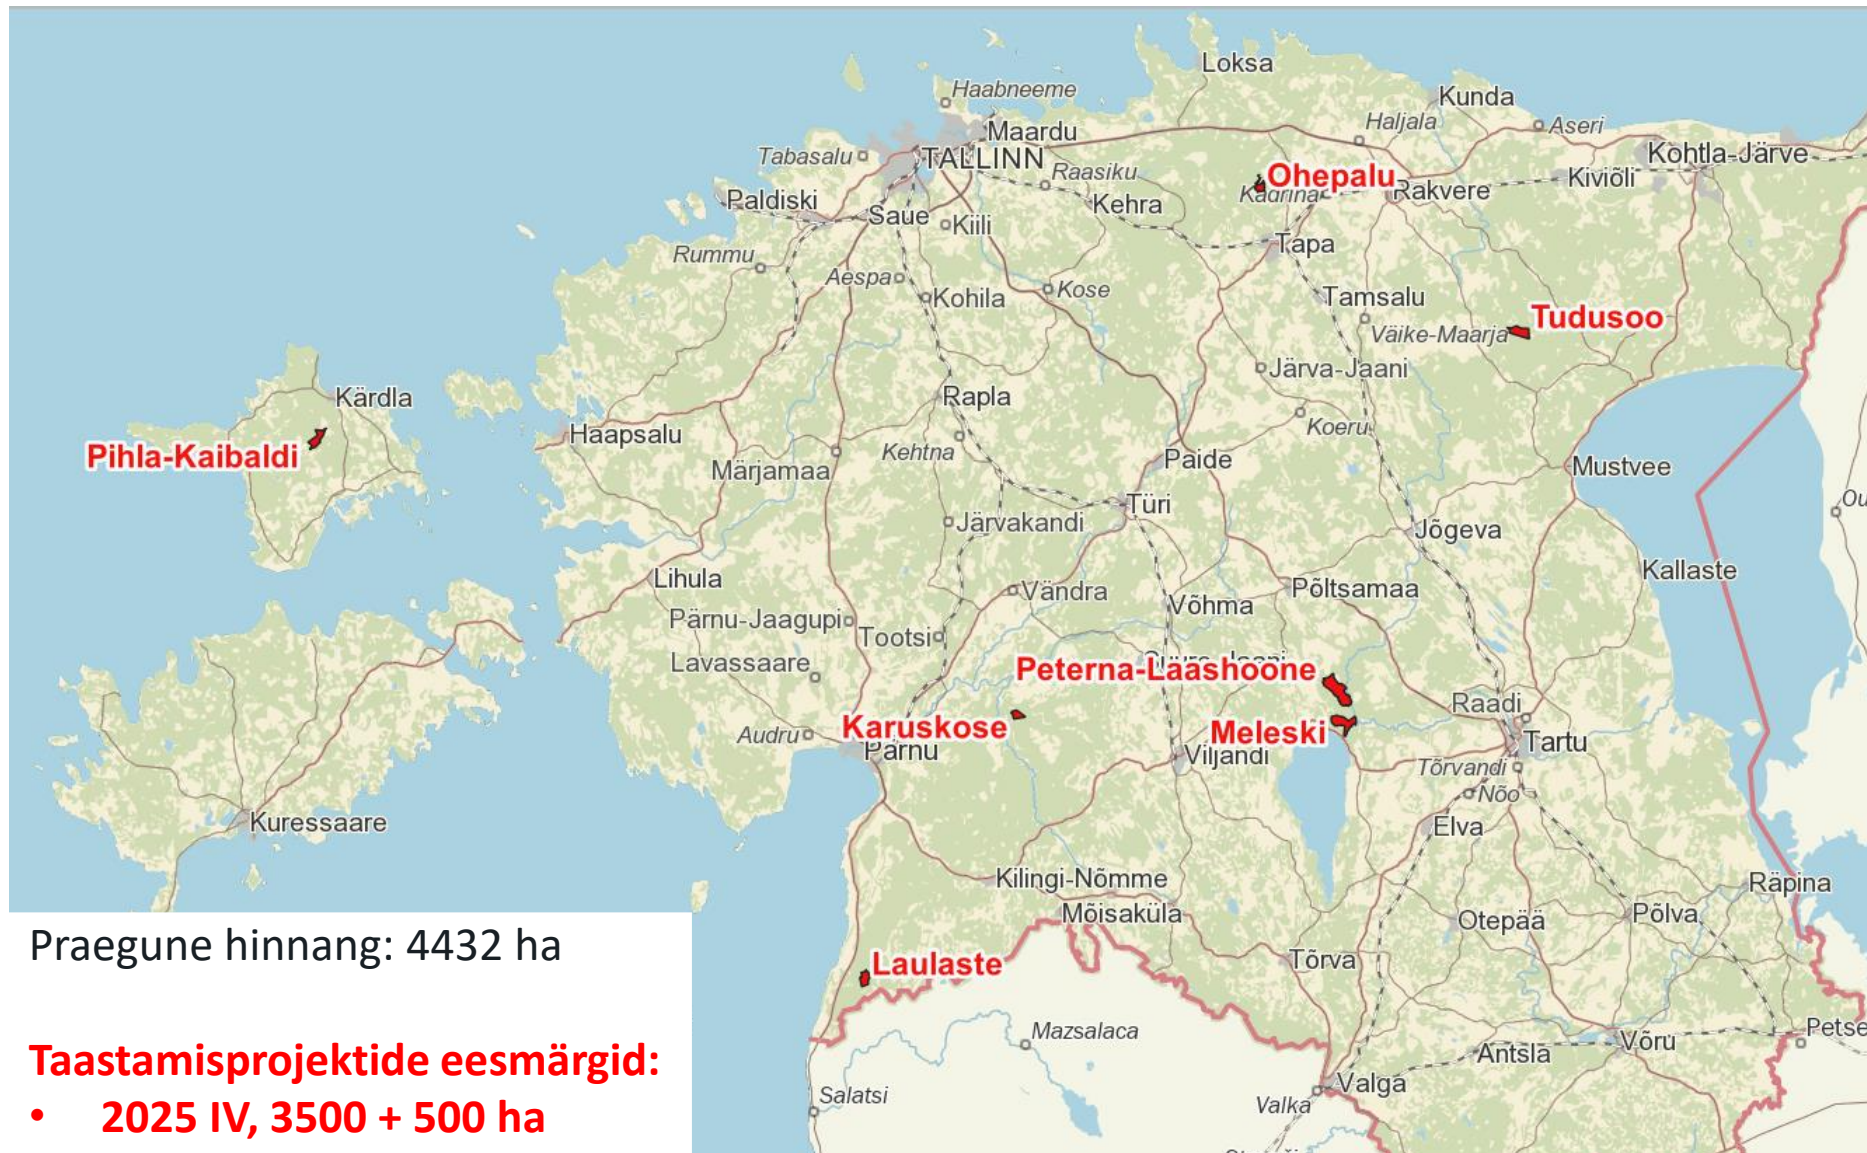 Loksa
Haabneeme
Kunda
Maardu
Haljala
Aseri
Tabasalu
TALLINN
Raasiku
Ohepalu
Kohtla-Järve
Kiviõli
Paldiski
Saue
Kehra
Kadrina
Rakvere
Kiili
Rummu
Tapa
Aespa
Kohila
Kose
Tamsalu
Tudusoo
Väike-Maarja
Järva-Jaani
Kärdla
Rapla
Koeru
Haapsalu
Pihla-Kaibaldi
Kehtna
Märjamaa
Paide
Mustvee
Türi
Järvakandi
Jõgeva
Lihula
Vändra
Võhma
Põltsamaa
Kallaste
Pärnu-Jaagupi
Tootsi
Lavassaare
Suure-Jaani
Peterna-Laashoone
Raadi
Karuskose
Meleski
Audru
Pärnu
Viljandi
Tartu
Tõrvandi
Nõo
Kuressaare
Elva
Kilingi-Nõmme
Räpina
Mõisaküla
Otepää
Põlva
Laulaste
Tõrva
Mazsalaca
Petse
Võru
Antsla
Salatsi
Valga
Valka
Praegune hinnang: 4432 ha
Taastamisprojektide eesmärgid:
• 2025 IV, 3500 + 500 ha